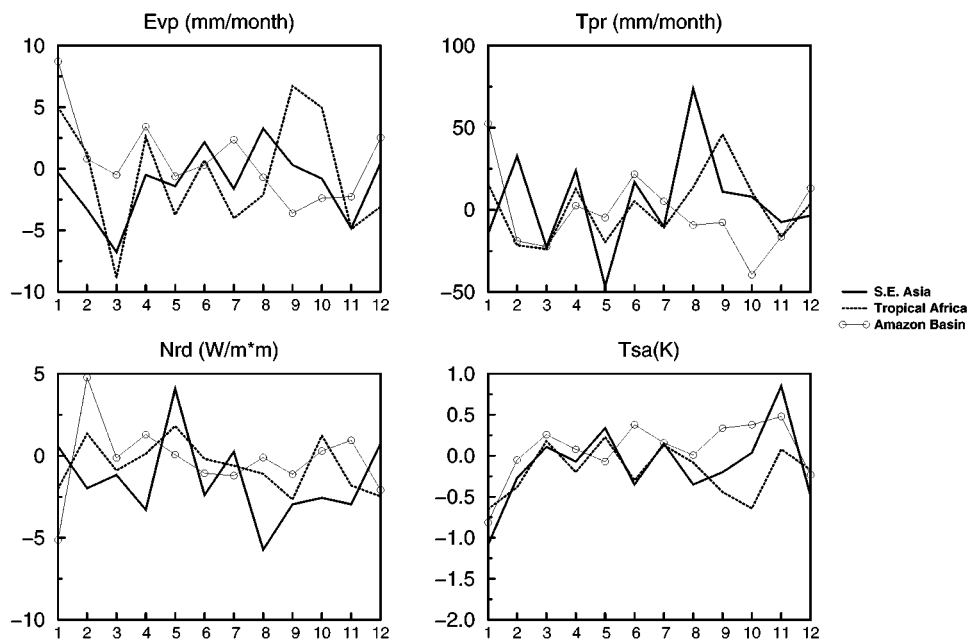 Evp (mm/month)
10
5
0
−5
−10
1 2 3 4 5 6 7 8 9 10 11 12
Tpr (mm/month)
100
50
0
−50
1 2 3 4 5 6 7 8 9 10 11 12
S.E. Asia
Tropical Africa
Amazon Basin
Nrd (W/m*m)
5
0
−5
−10
1 2 3 4 5 6 7 8 9 10 11 12
Tsa(K)
1.0
0.5
0.0
−0.5
−1.0
−1.5
−2.0
1 2 3 4 5 6 7 8 9 10 11 12